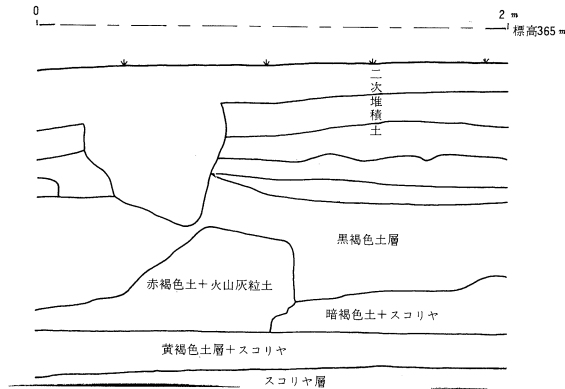 0
2 m
標高365m
二次堆積土
黒褐色土層
赤褐色土+火山灰粒土
暗褐色土+スコリヤ
黄褐色土層+スコリヤ
スコリヤ層